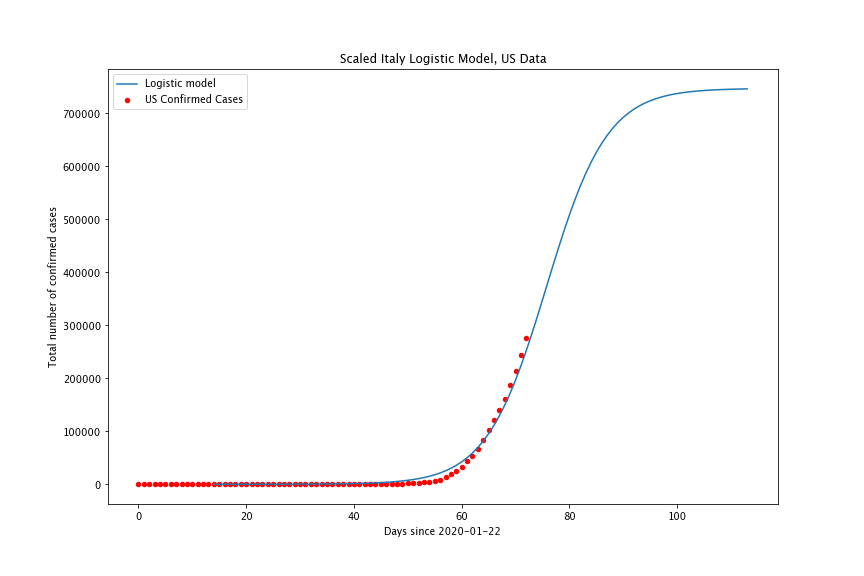 Scaled Italy Logistic Model, US Data
Logistic model
US Confirmed Cases
Total number of confirmed cases
700000
600000
500000
400000
300000
200000
100000
0
0 20 40 60 80 100
Days since 2020-01-22